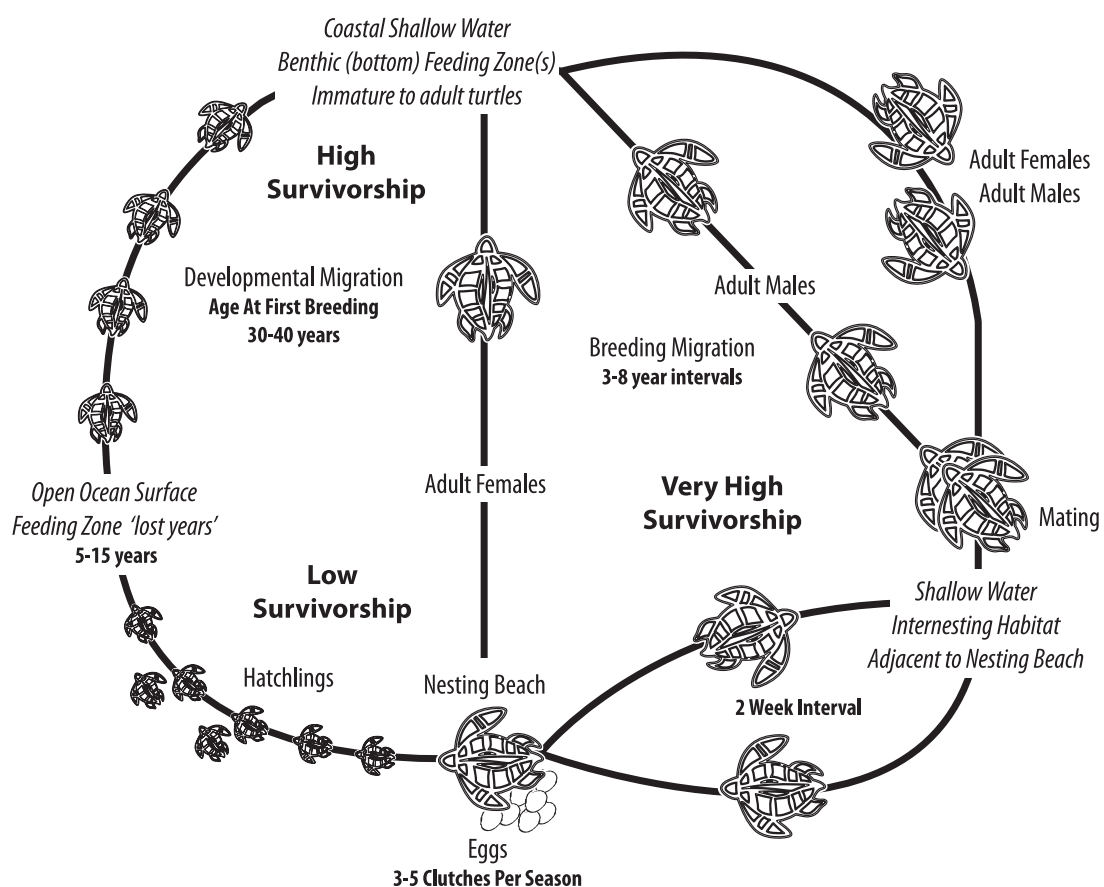 Coastal Shallow Water
Benthic (bottom) Feeding Zone(s)
Immature to adult turtles
High
Survivorship
Adult Females
Adult Males
Developmental Migration
Age At First Breeding
30-40 years
Adult Males
Breeding Migration
3-8 year intervals
Open Ocean Surface
Feeding Zone ‘lost years’
5-15 years
Adult Females
Very High
Survivorship
Mating
Low
Survivorship
Shallow Water
Internesting Habitat
Adjacent to Nesting Beach
Hatchlings
Nesting Beach
2 Week Interval
Eggs
3-5 Clutches Per Season